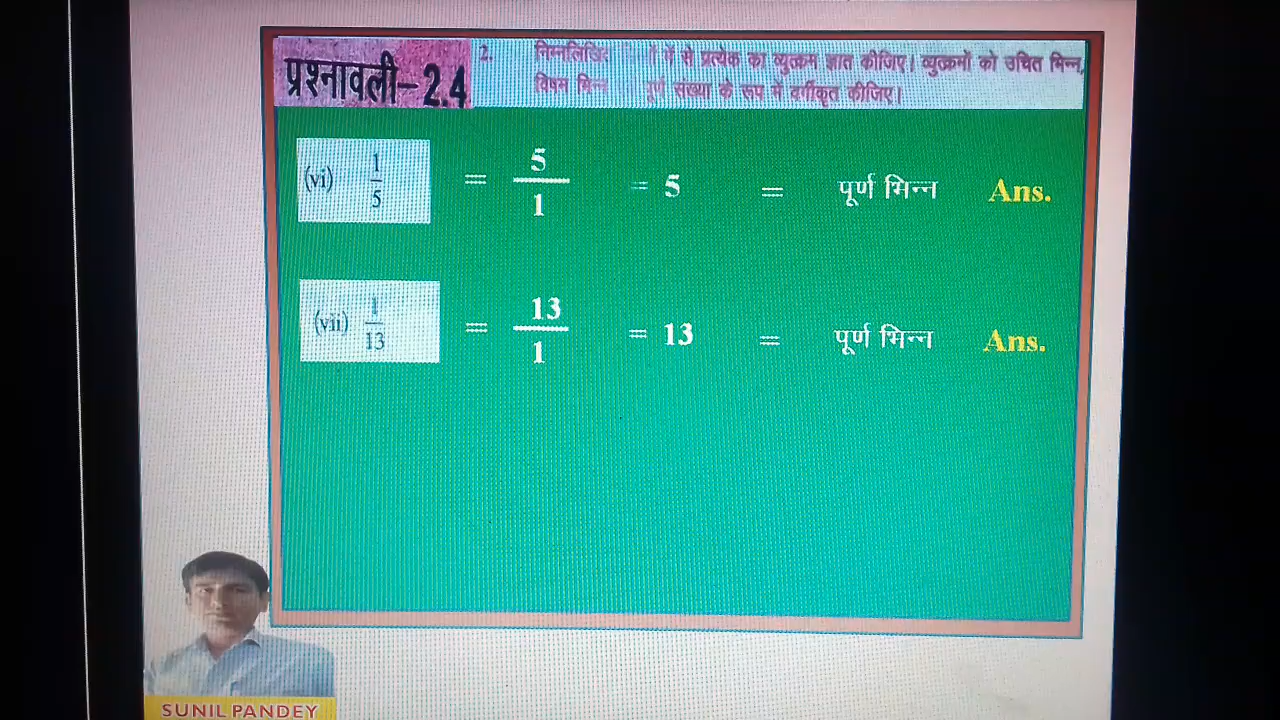 प्रश्नावली-2.4
2. में से प्रत्येक का व्युत्क्रम ज्ञात कीजिए। व्युत्क्रमों को उचित भिन्न,
विषम भिन्न पूर्ण संख्या के रूप में वर्गीकृत कीजिए।
(vi) 1/5 = 5/1 = 5 = पूर्ण भिन्न Ans.
(vii) 1/13 = 13/1 = 13 = पूर्ण भिन्न Ans.
SUNIL PANDEY